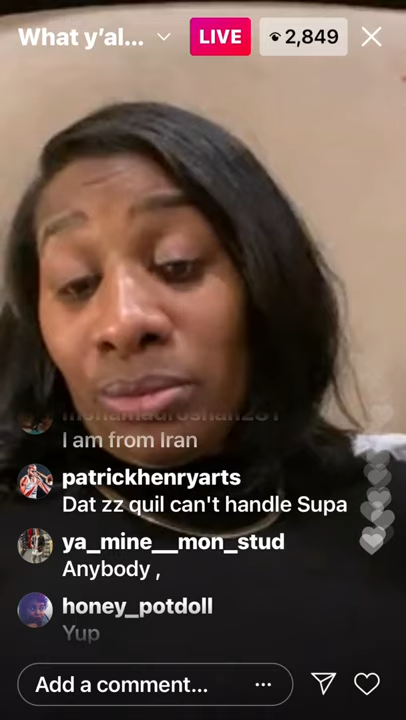 What y'al...
LIVE
2,849
I am from Iran
patrickhenryarts
Dat zz quil can't handle Supa
ya_mine__mon_stud
Anybody ,
honey_potdoll
Yup
Add a comment...